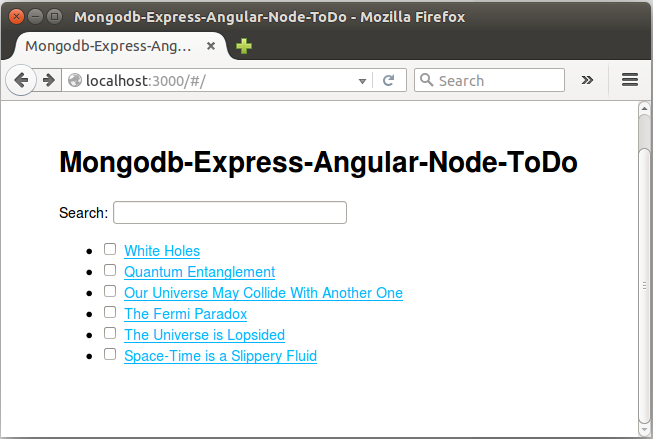 Mongodb-Express-Angular-Node-ToDo - Mozilla Firefox
Mongodb-Express-Ang...
localhost:3000/#/
Search
Mongodb-Express-Angular-Node-ToDo
Search:
White Holes
Quantum Entanglement
Our Universe May Collide With Another One
The Fermi Paradox
The Universe is Lopsided
Space-Time is a Slippery Fluid